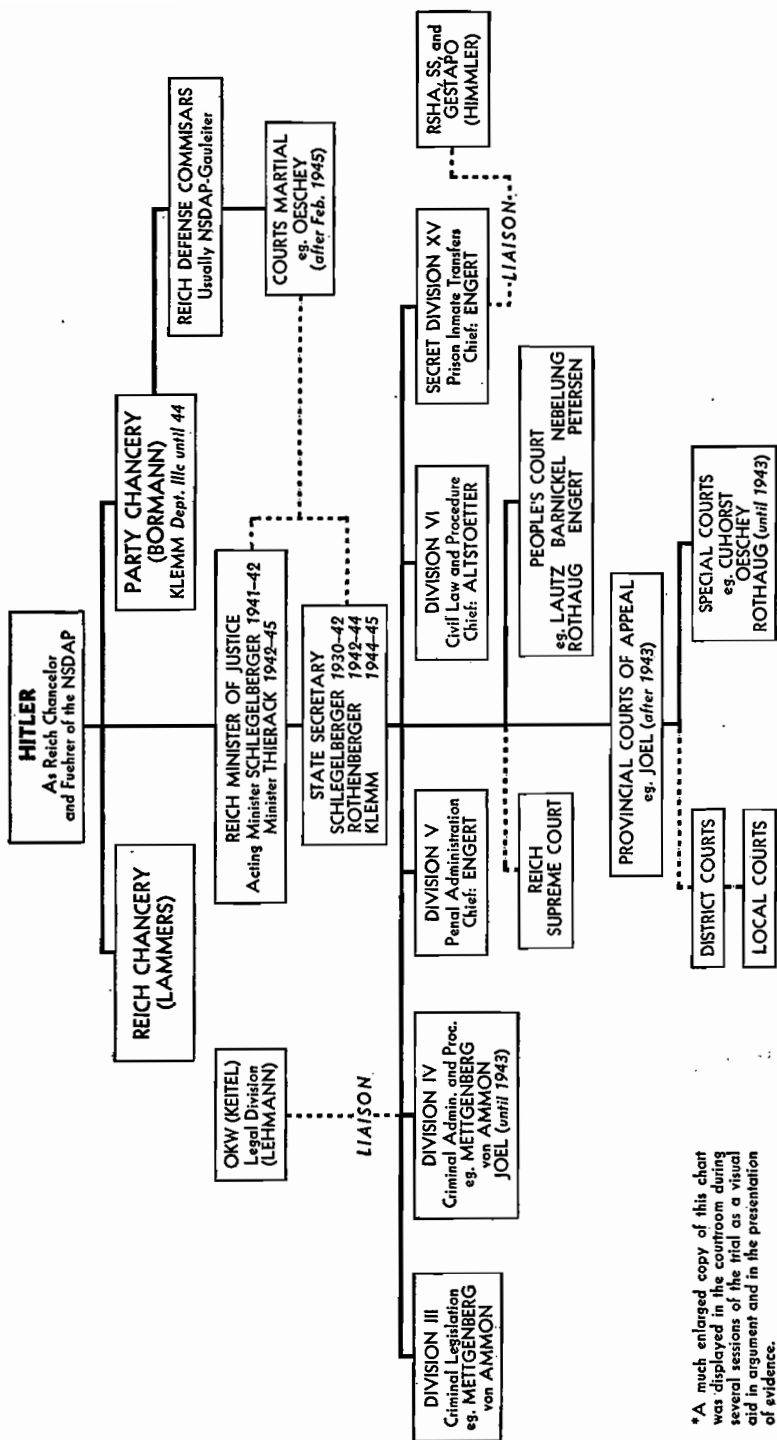 HITLER
As Reich Chancelor
and Fuehrer of the NSDAP
REICH CHANCERY
(LAMMERS)
PARTY CHANCERY
(BORMANN)
KLEMM Dept. IIIc until 44
REICH DEFENSE COMMISARS
Usually NSDAP-Gauleiter
COURTS MARTIAL
eg. OESCHEY
(after Feb. 1945)
OKW (KEITEL)
Legal Division
(LEHMANN)
LIAISON
REICH MINISTER OF JUSTICE
Acting Minister SCHLEGELBERGER 1941-42
Minister THIERACK 1942-45
STATE SECRETARY
SCHLEGELBERGER 1930-42
ROTHENBERGER 1942-44
KLEMM 1944-45
RSHA, SS, and
GESTAPO
(HIMMLER)
LIAISON
DIVISION III
Criminal Legislation
eg. METTGENBERG
von AMMON
DIVISION IV
Criminal Admin. and Proc.
eg. METTGENBERG
von AMMON
JOEL (until 1943)
DIVISION V
Penal Administration
Chief: ENGERT
DIVISION VI
Civil Law and Procedure
Chief: ALTSTOETTER
SECRET DIVISION XV
Prison Inmate Transfers
Chief: ENGERT
REICH
SUPREME COURT
PEOPLE'S COURT
eg. LAUTZ BARNICKEL NEBELUNG
ROTHAUG ENGERT PETERSEN
PROVINCIAL COURTS OF APPEAL
eg. JOEL (after 1943)
DISTRICT COURTS
LOCAL COURTS
SPECIAL COURTS
eg. CUHORST
OESCHEY
ROTHAUG (until 1943)
*A much enlarged copy of this chart
was displayed in the courtroom during
several sessions of the trial as a visual
aid in argument and in the presentation
of evidence.